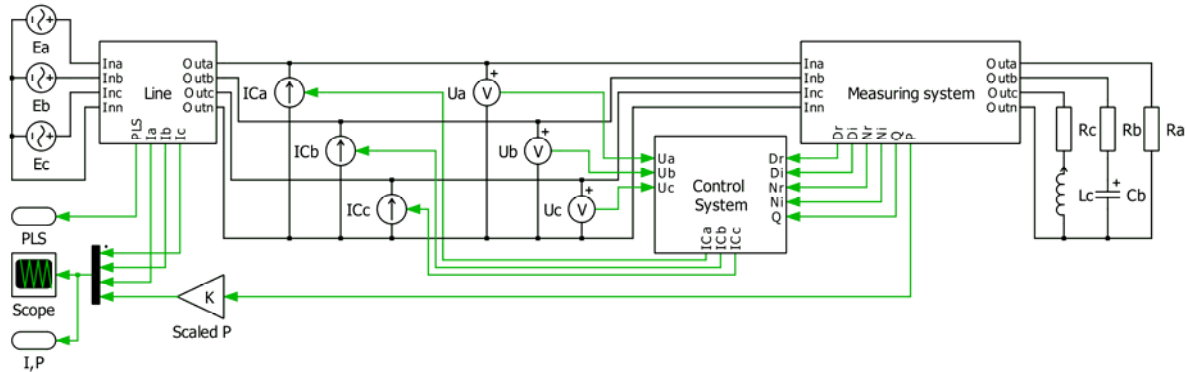 Ea
Eb
Ec
Ina
Inb
Inc
Inn
Line
Outa
Outb
Outc
Outn
PLS
Ia
Ib
Ic
ICa
ICb
ICc
+
V
Ua
+
V
Ub
+
V
Uc
Ua
Ub
Uc
Control
System
Dr
Di
Nr
Ni
Q
ICa
ICb
ICc
Ina
Inb
Inc
Inn
Measuring system
Outa
Outb
Outc
Outn
Dr
Di
Nr
Ni
Q
P
Rc
Rb
Ra
Lc
+
Cb
PLS
Scope
I,P
K
Scaled P